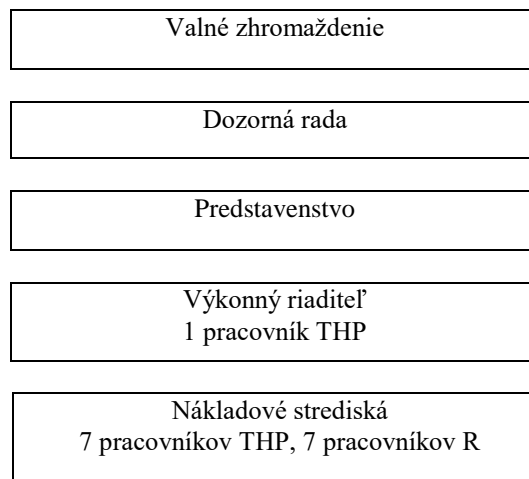 Valné zhromaždenie
Dozorná rada
Predstavenstvo
Výkonný riaditeľ
1 pracovník THP
Nákladové strediská
7 pracovníkov THP, 7 pracovníkov R